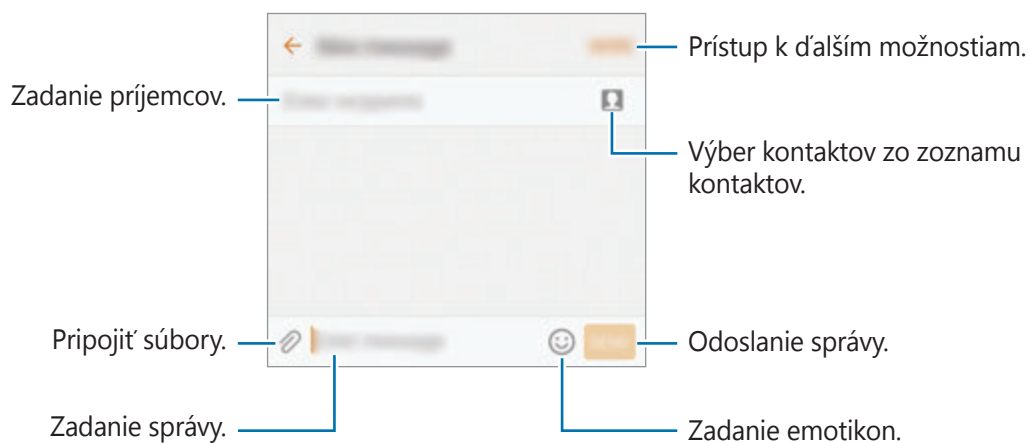 Prístup k ďalším možnostiam.
Zadanie príjemcov.
Výber kontaktov zo zoznamu
kontaktov.
Pripojiť súbory.
Odoslanie správy.
Zadanie správy.
Zadanie emotikon.